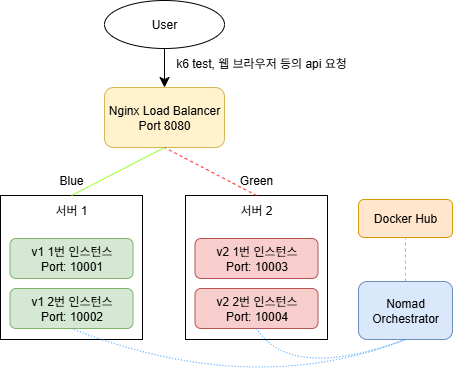 User
k6 test, 웹 브라우저 등의 api 요청
Nginx Load Balancer
Port 8080
Blue
Green
서버 1
서버 2
v1 1번 인스턴스
Port: 10001
v1 2번 인스턴스
Port: 10002
v2 1번 인스턴스
Port: 10003
v2 2번 인스턴스
Port: 10004
Docker Hub
Nomad
Orchestrator